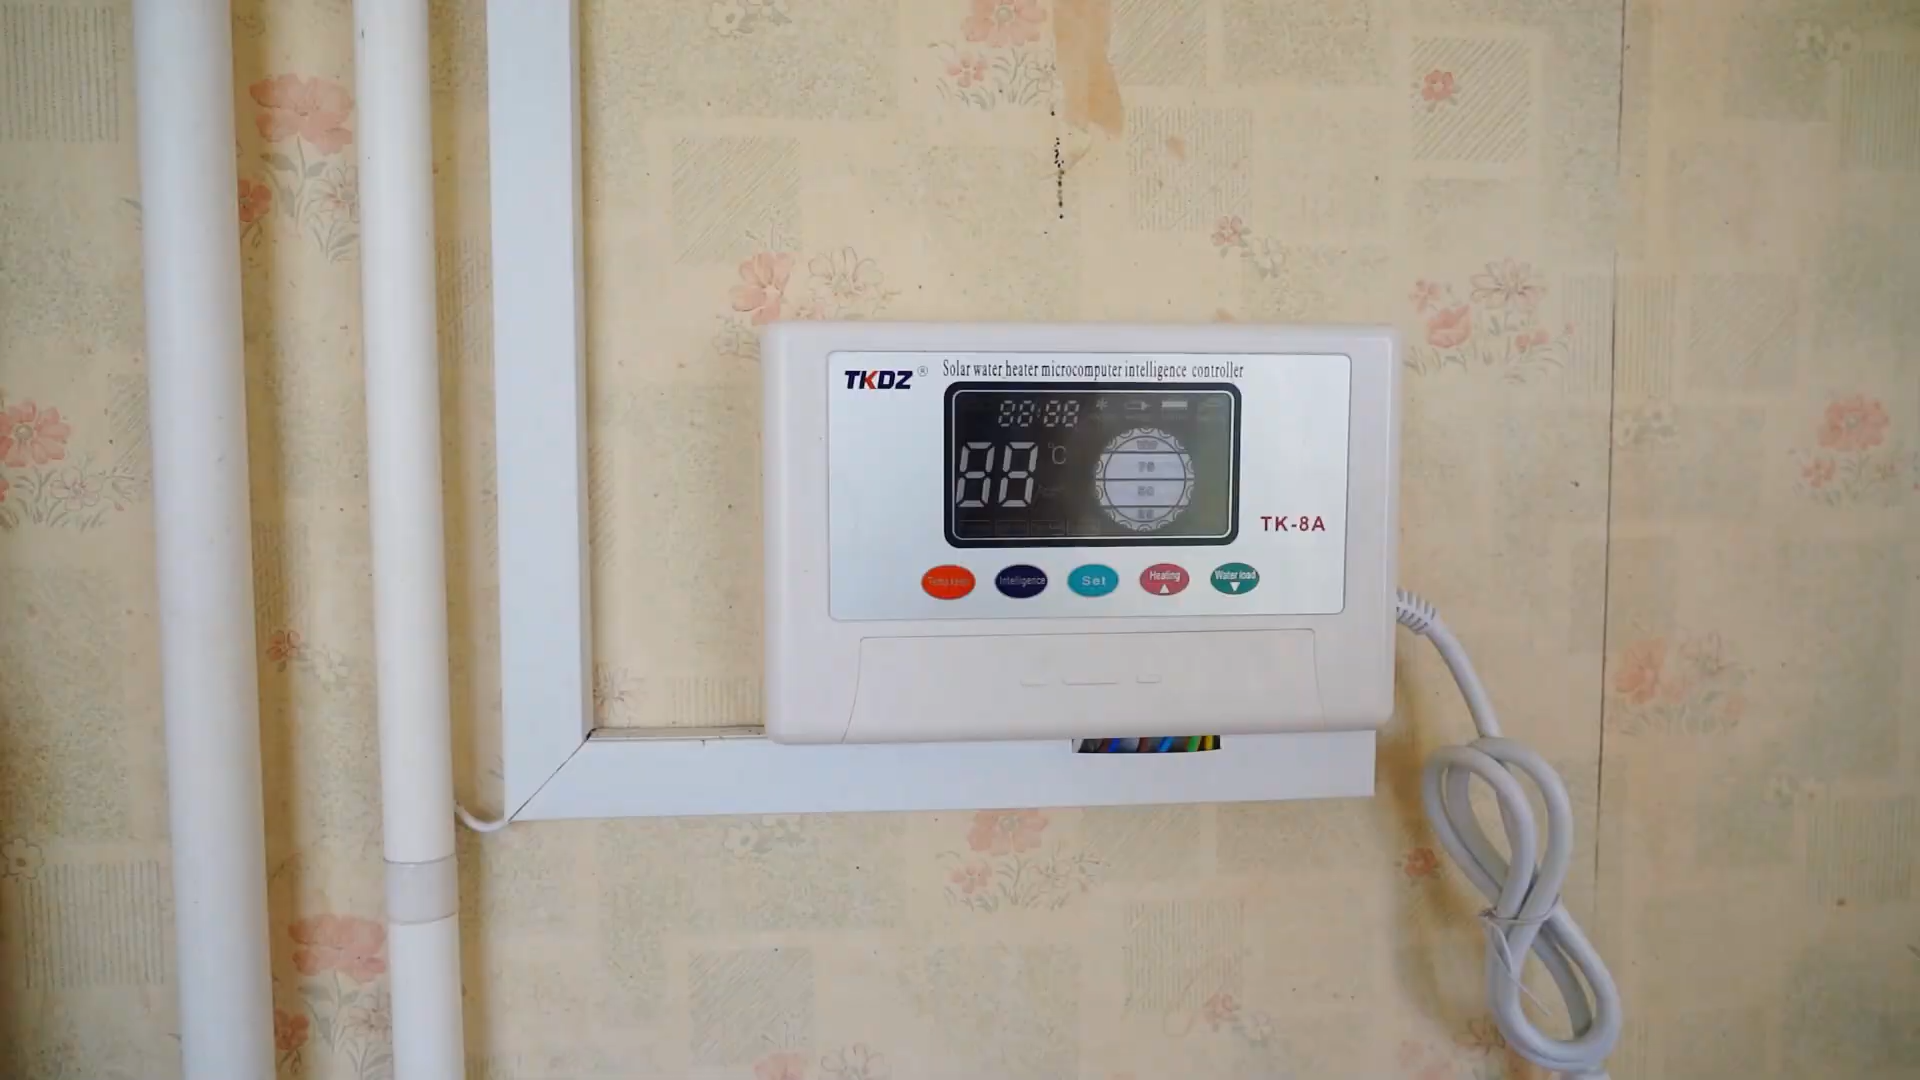 TKDZ® Solar water heater microcomputer intelligence controller
88:88
88 °C
TK-8A
Intelligence
Set
Heating
Water load